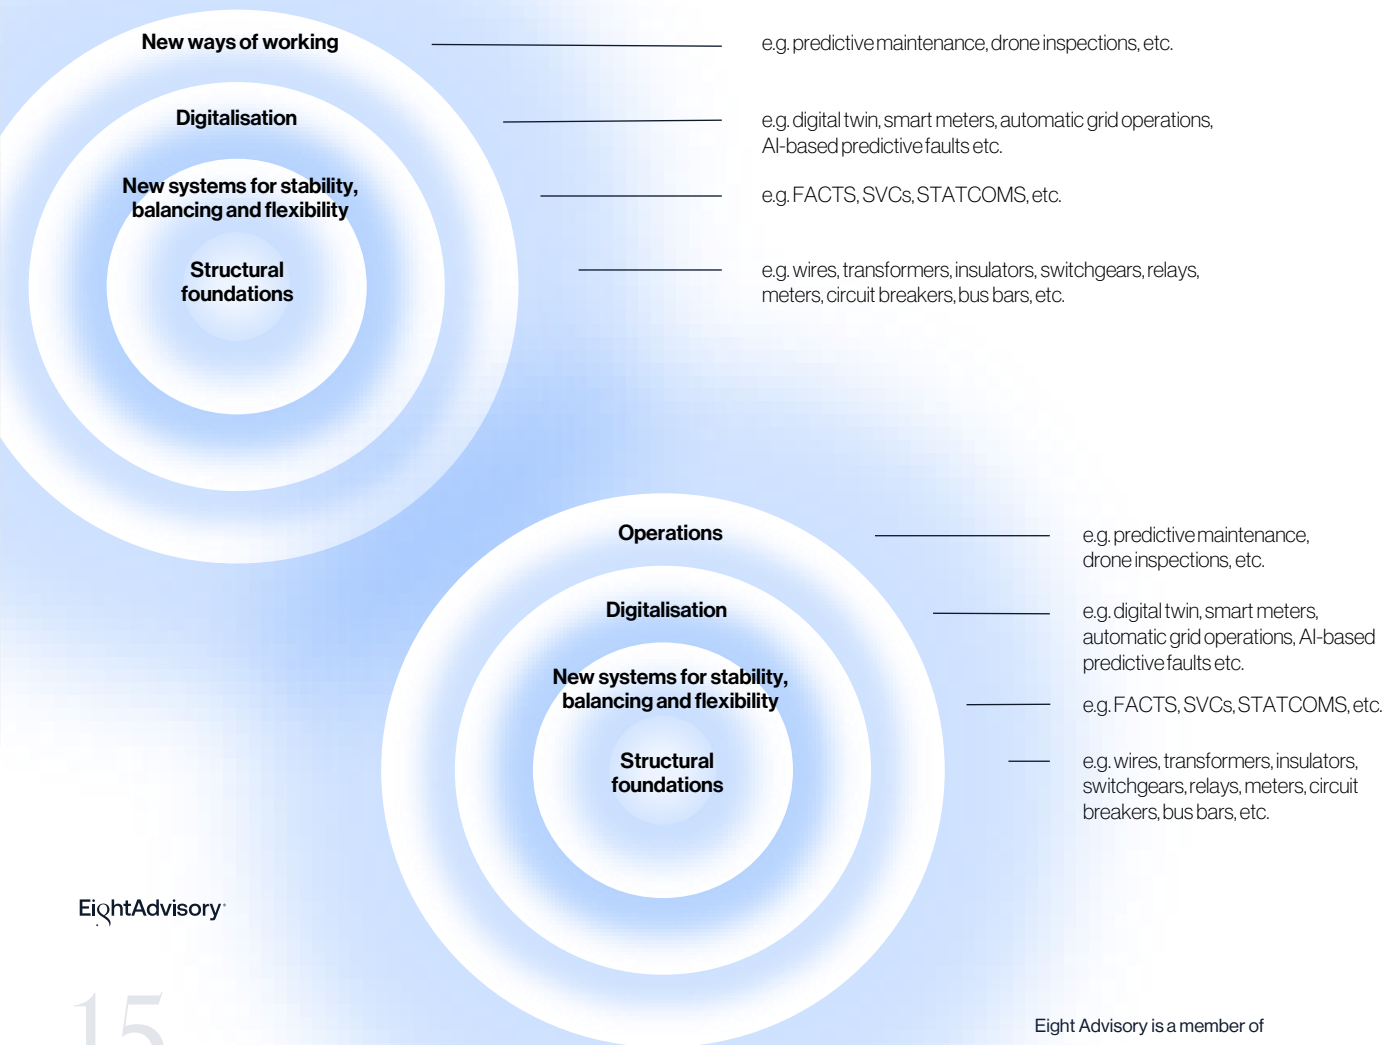 New ways of working
e.g. predictive maintenance, drone inspections, etc.
Digitalisation
e.g. digital twin, smart meters, automatic grid operations,
AI-based predictive faults etc.
New systems for stability,
balancing and flexibility
e.g. FACTS, SVCs, STATCOMS, etc.
Structural
foundations
e.g. wires, transformers, insulators, switchgears, relays,
meters, circuit breakers, bus bars, etc.
Operations
e.g. predictive maintenance,
drone inspections, etc.
Digitalisation
e.g. digital twin, smart meters,
automatic grid operations, AI-based
predictive faults etc.
New systems for stability,
balancing and flexibility
e.g. FACTS, SVCs, STATCOMS, etc.
Structural
foundations
e.g. wires, transformers, insulators,
switchgears, relays, meters, circuit
breakers, bus bars, etc.
EightAdvisory
15
Eight Advisory is a member of